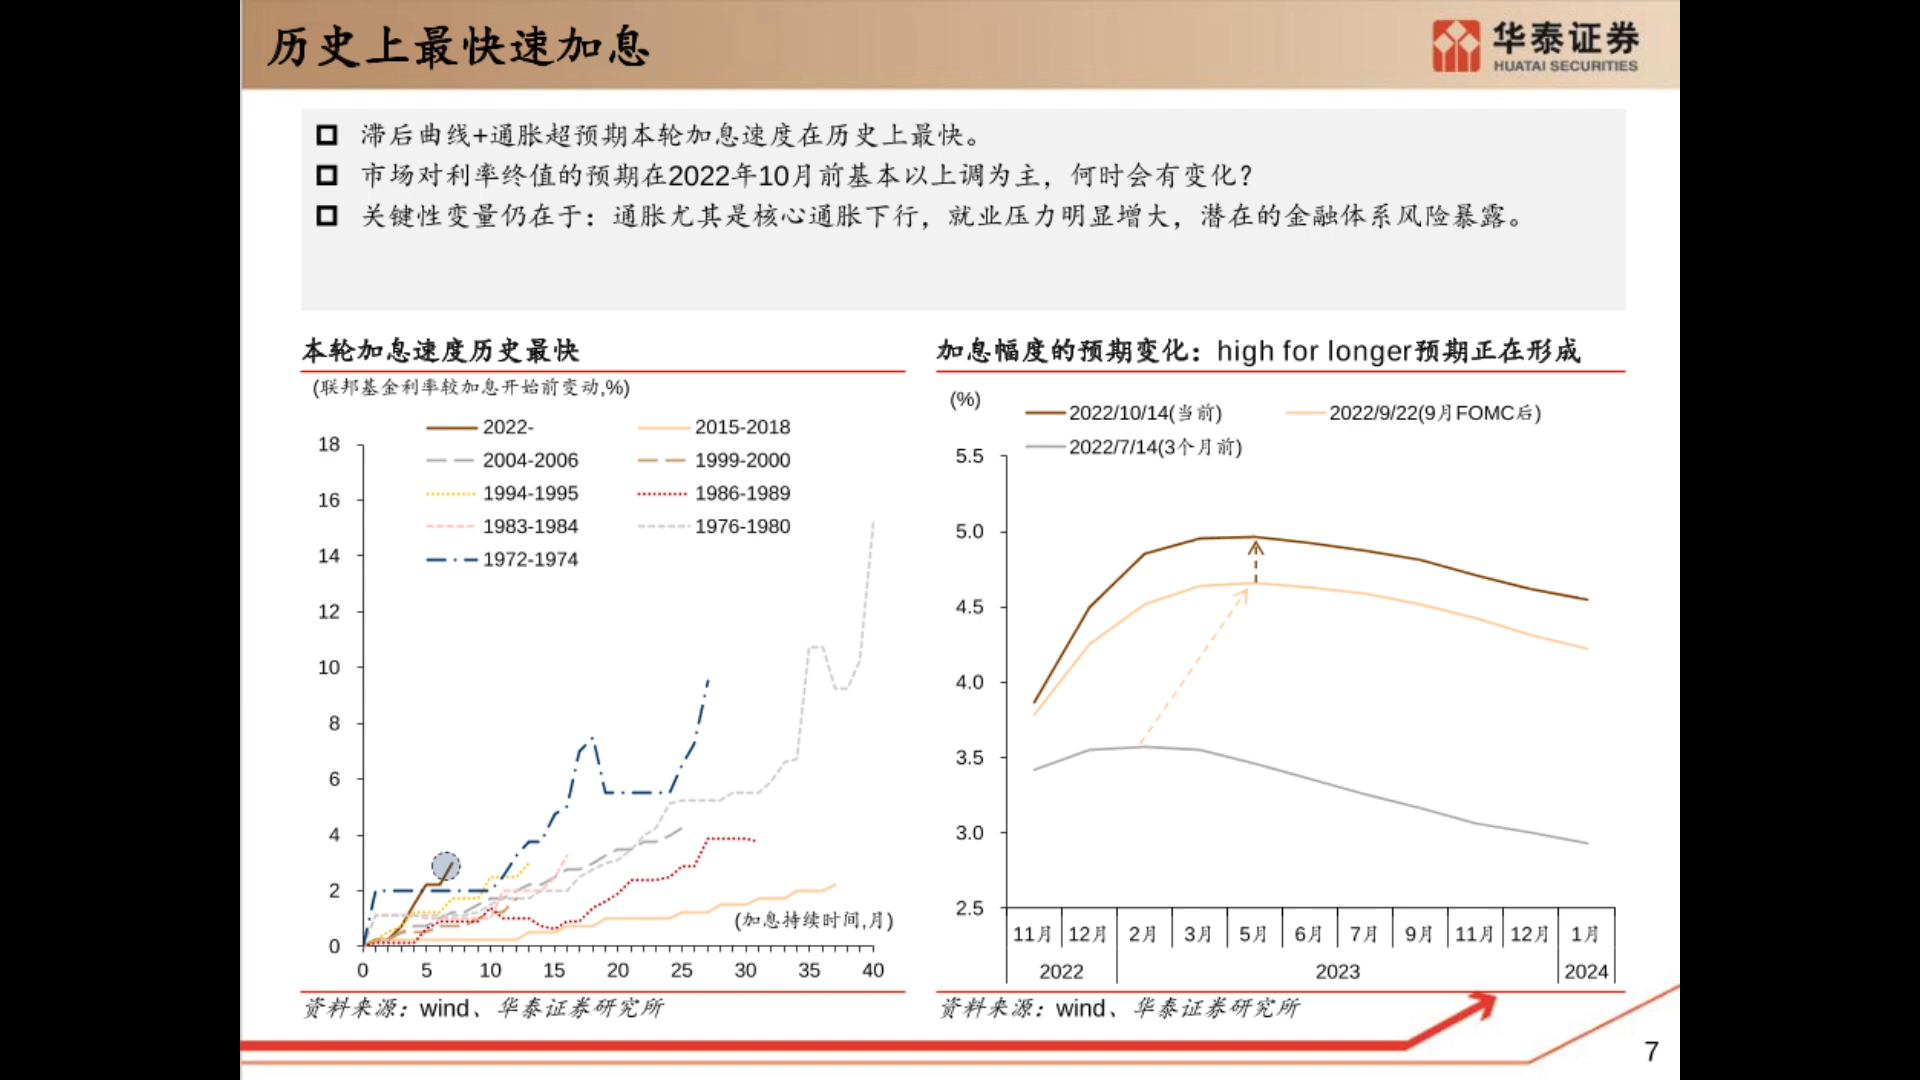 历史上最快速加息
华泰证券
HUATAI SECURITIES
滞后曲线+通胀超预期本轮加息速度在历史上最快。
市场对利率终值的预期在2022年10月前基本以上调为主，何时会有变化？
关键性变量仍在于：通胀尤其是核心通胀下行，就业压力明显增大，潜在的金融体系风险暴露。
本轮加息速度历史最快
(联邦基金利率较加息开始前变动,%)
2022- 2015-2018
2004-2006 1999-2000
1994-1995 1986-1989
1983-1984 1976-1980
1972-1974
18
16
14
12
10
8
6
4
2
0
(加息持续时间,月)
0 5 10 15 20 25 30 35 40
资料来源：wind、华泰证券研究所
加息幅度的预期变化：high for longer预期正在形成
(%)
2022/10/14(当前) 2022/9/22(9月FOMC后)
2022/7/14(3个月前)
5.5
5.0
4.5
4.0
3.5
3.0
2.5
11月 12月 2月 3月 5月 6月 7月 9月 11月 12月 1月
2022 2023 2024
资料来源：wind、华泰证券研究所
7